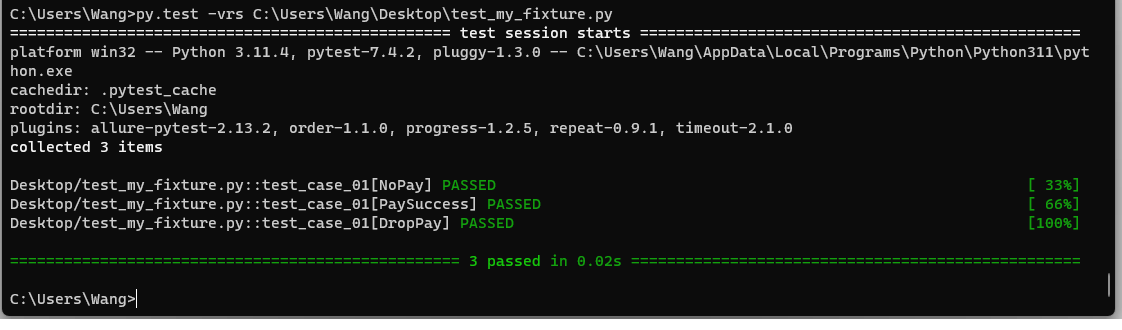 C:\Users\Wang>py.test -vrs C:\Users\Wang\Desktop\test_my_fixture.py
================================================= test session starts =================================================
platform win32 -- Python 3.11.4, pytest-7.4.2, pluggy-1.3.0 -- C:\Users\Wang\AppData\Local\Programs\Python\Python311\pyt
hon.exe
cachedir: .pytest_cache
rootdir: C:\Users\Wang
plugins: allure-pytest-2.13.2, order-1.1.0, progress-1.2.5, repeat-0.9.1, timeout-2.1.0
collected 3 items
Desktop/test_my_fixture.py::test_case_01[NoPay] PASSED [ 33%]
Desktop/test_my_fixture.py::test_case_01[PaySuccess] PASSED [ 66%]
Desktop/test_my_fixture.py::test_case_01[DropPay] PASSED [100%]
================================================== 3 passed in 0.02s ==================================================
C:\Users\Wang>